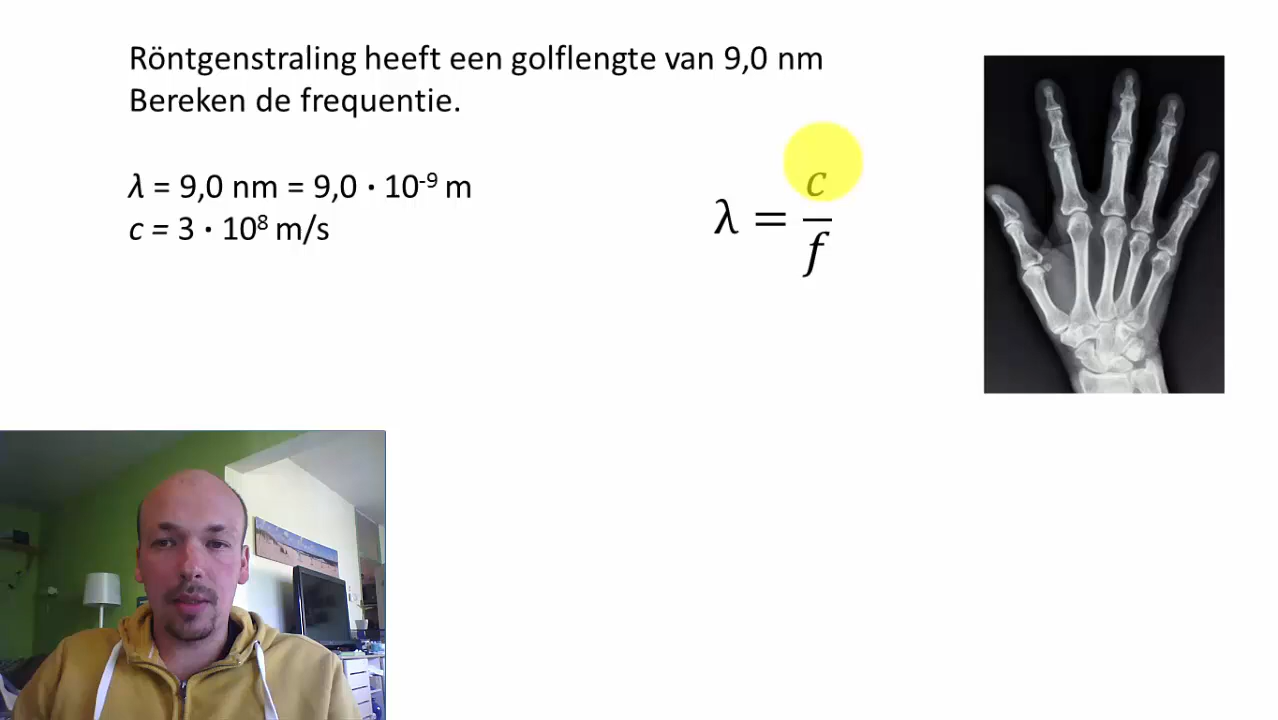 Röntgenstraling heeft een golflengte van 9,0 nm
Bereken de frequentie.
λ = 9,0 nm = 9,0 · 10⁻⁹ m
c = 3 · 10⁸ m/s
λ = c/f